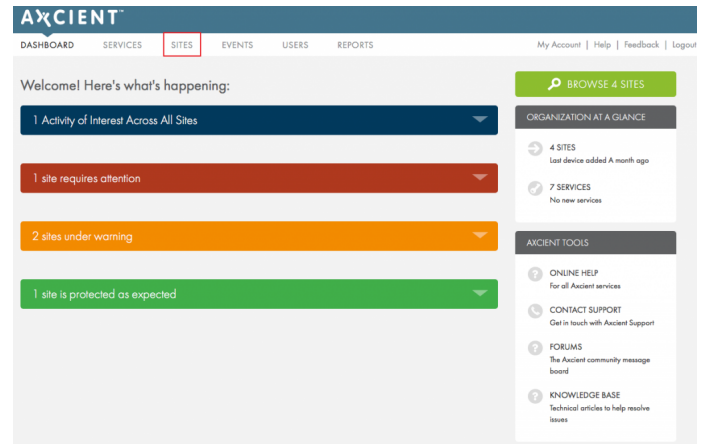 AXCIENT™
DASHBOARD SERVICES SITES EVENTS USERS REPORTS My Account | Help | Feedback | Logout
Welcome! Here's what's happening:
BROWSE 4 SITES
1 Activity of Interest Across All Sites
1 site requires attention
2 sites under warning
1 site is protected as expected
ORGANIZATION AT A GLANCE
4 SITES
Last device added A month ago
7 SERVICES
No new services
AXCIENT TOOLS
ONLINE HELP
For all Axcient services
CONTACT SUPPORT
Get in touch with Axcient Support
FORUMS
The Axcient community message
board
KNOWLEDGE BASE
Technical articles to help resolve
issues